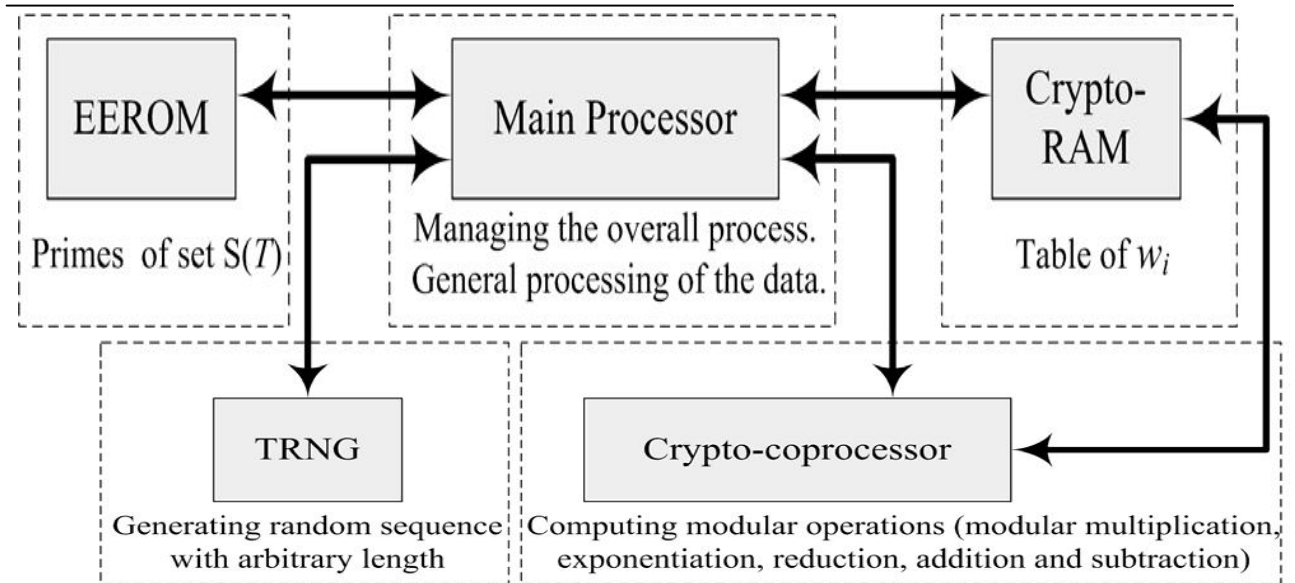 EEROM
Main Processor
Crypto-
RAM
Primes of set S(T)
Managing the overall process.
General processing of the data.
Table of wᵢ
TRNG
Crypto-coprocessor
Generating random sequence
with arbitrary length
Computing modular operations (modular multiplication,
exponentiation, reduction, addition and subtraction)